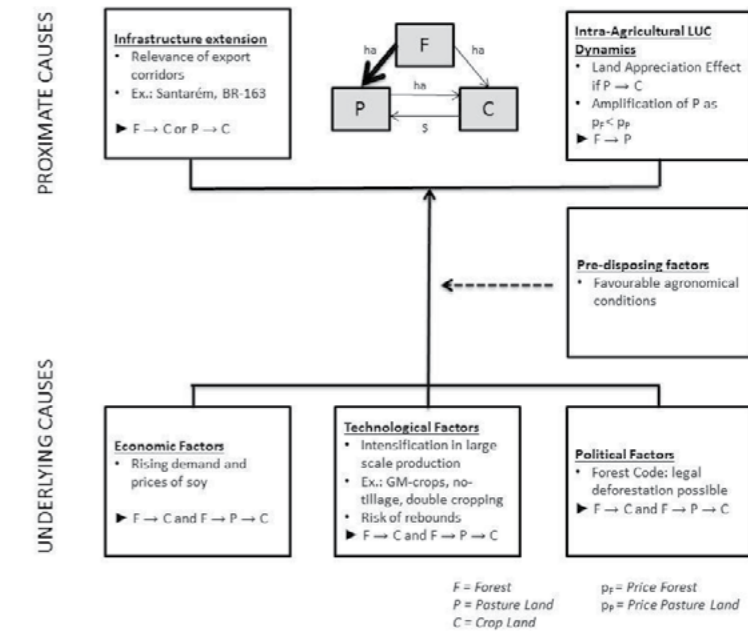 PROXIMATE CAUSES
Infrastructure extension
• Relevance of export
corridors
• Ex.: Santarém, BR-163
► F → C or P → C
F
ha
ha
ha
P
C
$
Intra-Agricultural LUC
Dynamics
• Land Appreciation Effect
if P → C
• Amplification of P as
pF < pP
► F → P
Pre-disposing factors
• Favourable agronomical
conditions
UNDERLYING CAUSES
Economic Factors
• Rising demand and
prices of soy
► F → C and F → P → C
Technological Factors
• Intensification in large
scale production
• Ex.: GM-crops, no-
tillage, double cropping
• Risk of rebounds
► F → C and F → P → C
Political Factors
• Forest Code: legal
deforestation possible
► F → C and F → P → C
F = Forest
P = Pasture Land
C = Crop Land
pF = Price Forest
pP = Price Pasture Land